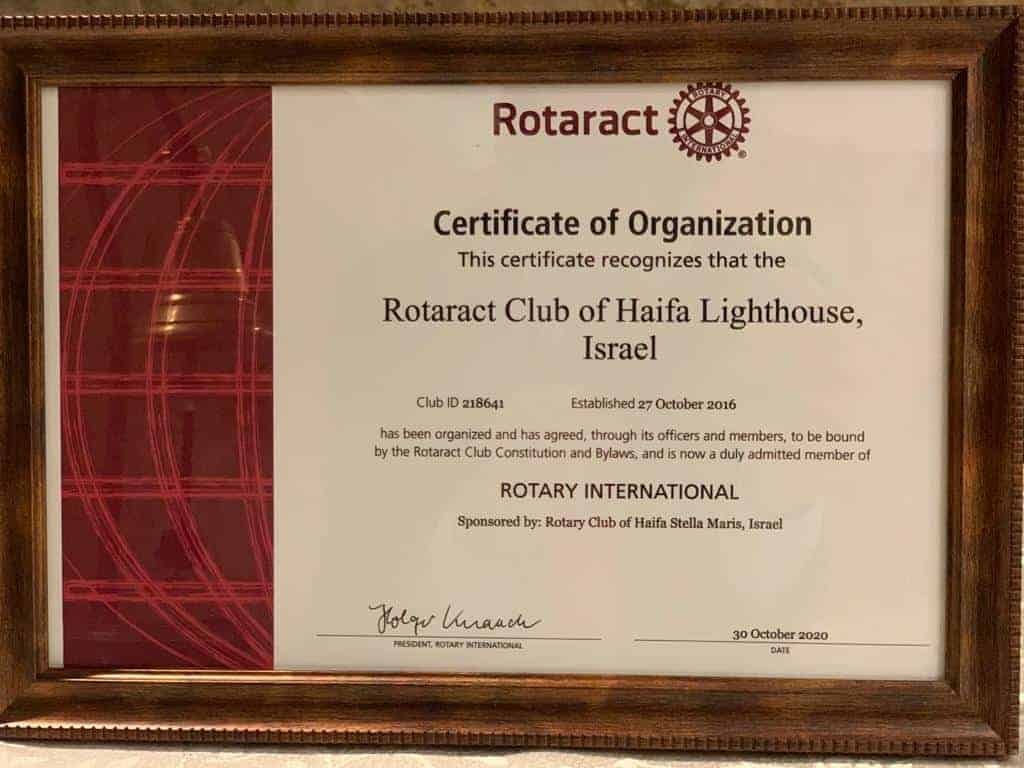 Rotaract
ROTARY
INTERNATIONAL
®
Certificate of Organization
This certificate recognizes that the
Rotaract Club of Haifa Lighthouse,
Israel
Club ID 218641 Established 27 October 2016
has been organized and has agreed, through its officers and members, to be bound
by the Rotaract Club Constitution and Bylaws, and is now a duly admitted member of
ROTARY INTERNATIONAL
Sponsored by: Rotary Club of Haifa Stella Maris, Israel
Holger Knaack
30 October 2020
PRESIDENT, ROTARY INTERNATIONAL
DATE